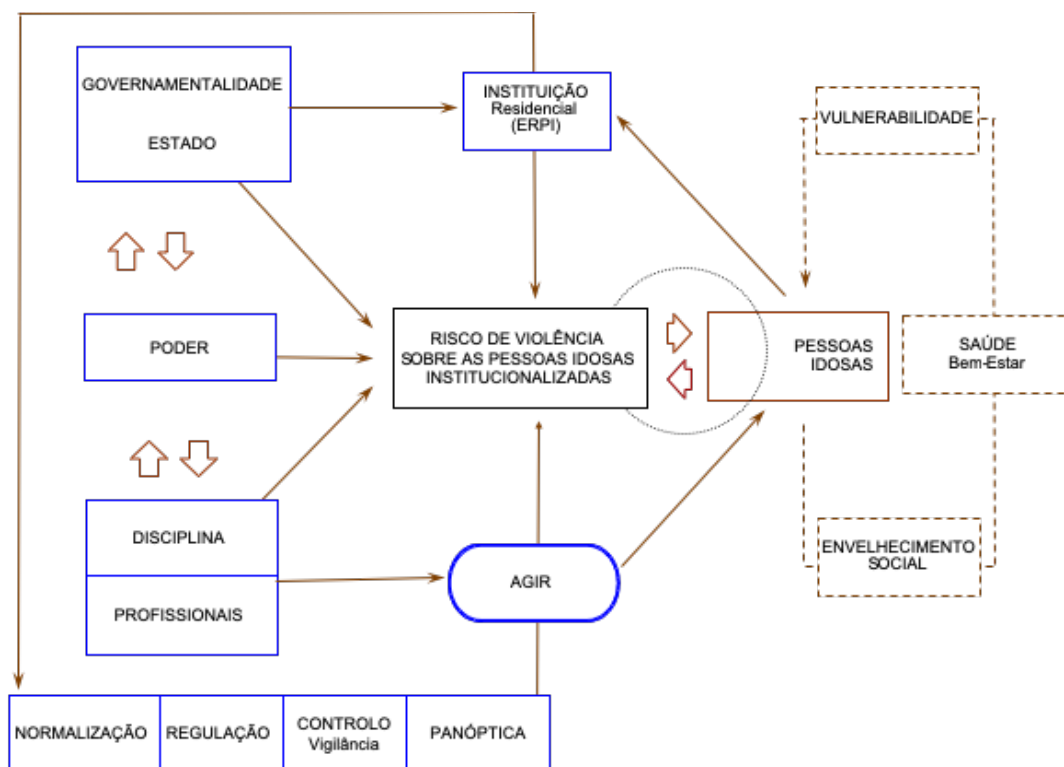 GOVERNAMENTALIDADE
ESTADO
INSTITUIÇÃO
Residencial
(ERPI)
VULNERABILIDADE
PODER
RISCO DE VIOLÊNCIA
SOBRE AS PESSOAS IDOSAS
INSTITUCIONALIZADAS
PESSOAS
IDOSAS
SAÚDE
Bem-Estar
DISCIPLINA
PROFISSIONAIS
AGIR
ENVELHECIMENTO
SOCIAL
NORMALIZAÇÃO
REGULAÇÃO
CONTROLO
Vigilância
PANÓPTICA